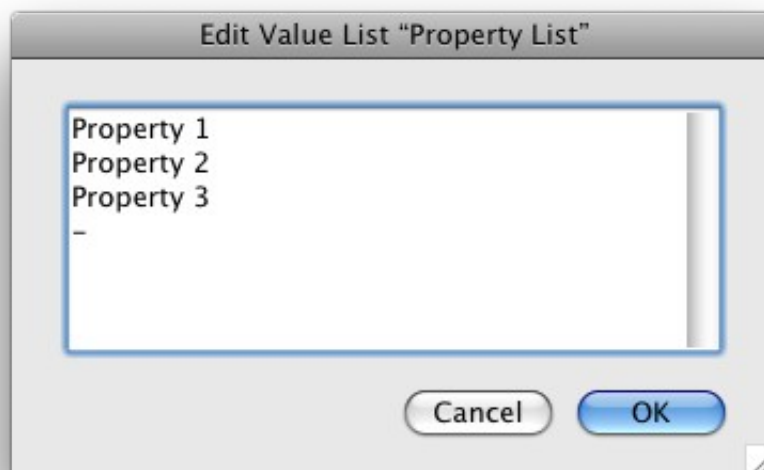 Edit Value List “Property List”
Property 1
Property 2
Property 3
-
Cancel OK